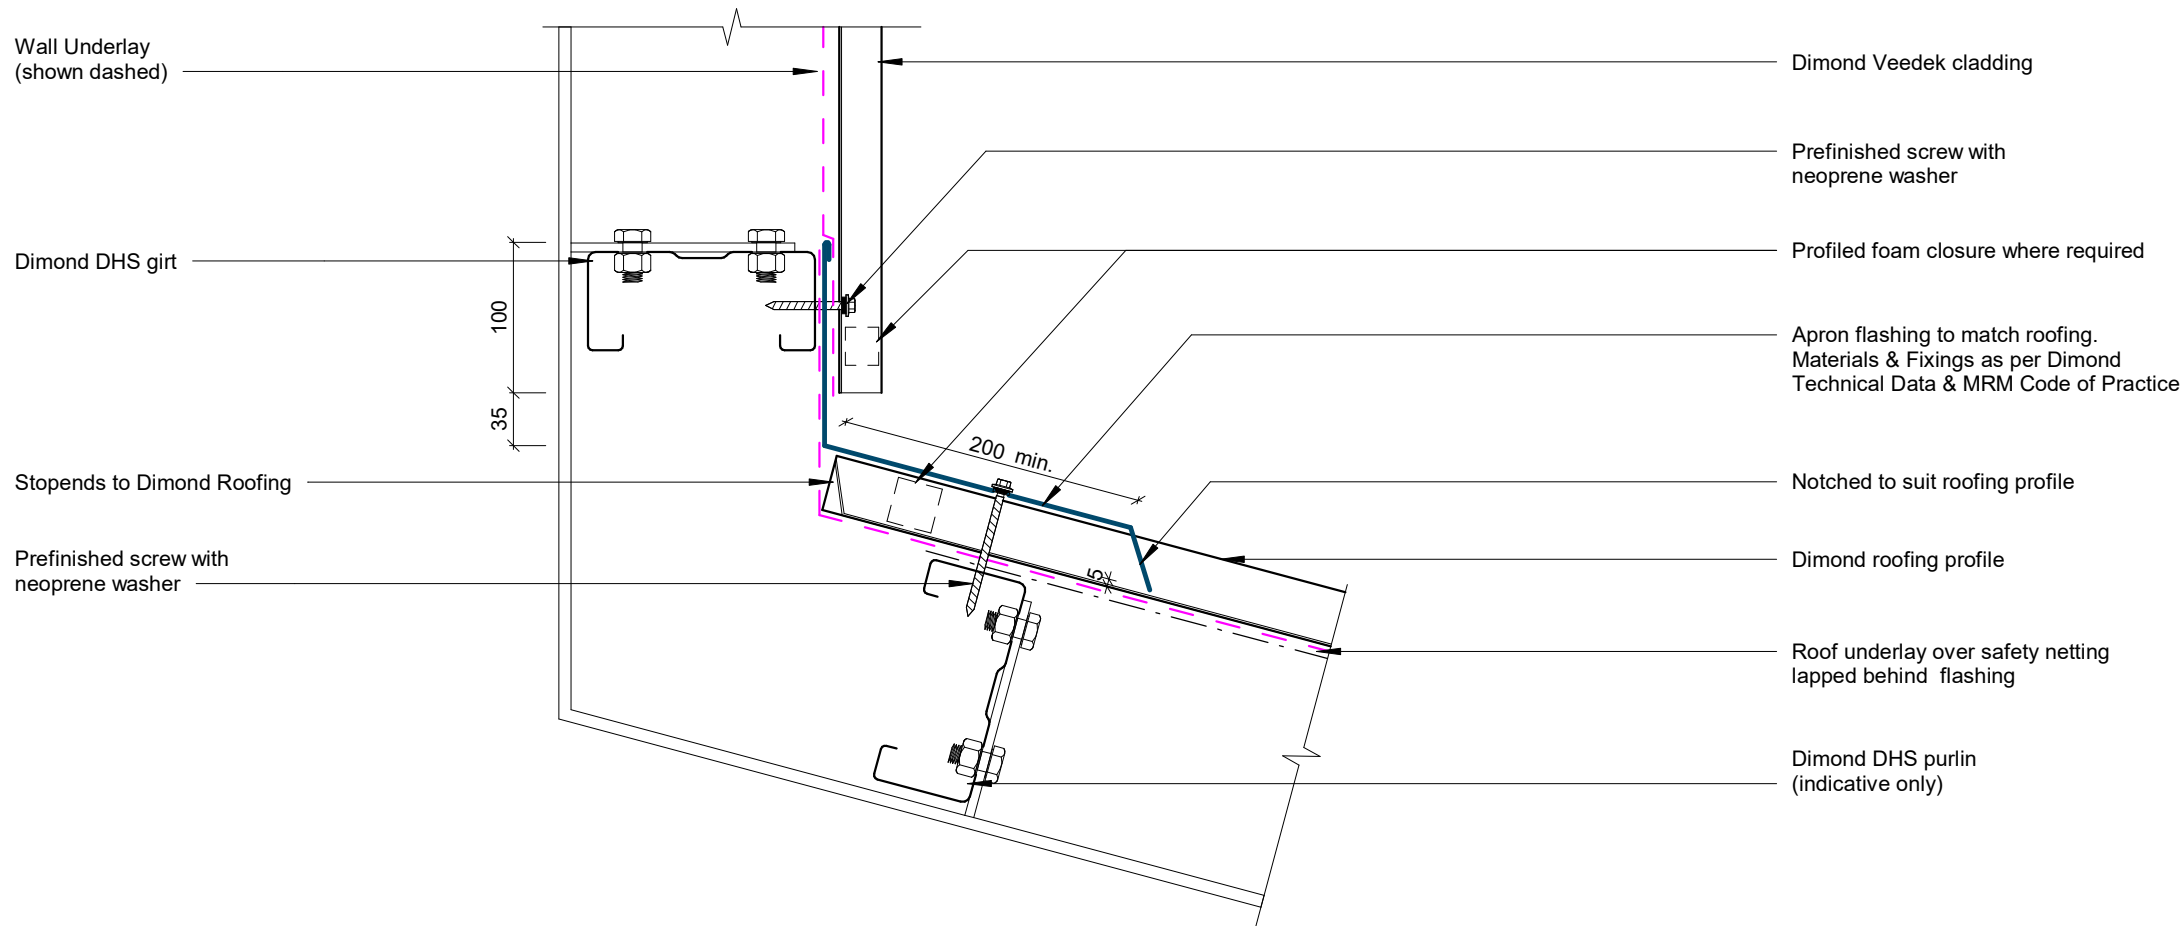 Wall Underlay
(shown dashed)
Dimond DHS girt
Stopends to Dimond Roofing
Prefinished screw with
neoprene washer
100
35
200 min.
5
Dimond Veedek cladding
Prefinished screw with
neoprene washer
Profiled foam closure where required
Apron flashing to match roofing.
Materials & Fixings as per Dimond
Technical Data & MRM Code of Practice
Notched to suit roofing profile
Dimond roofing profile
Roof underlay over safety netting
lapped behind flashing
Dimond DHS purlin
(indicative only)